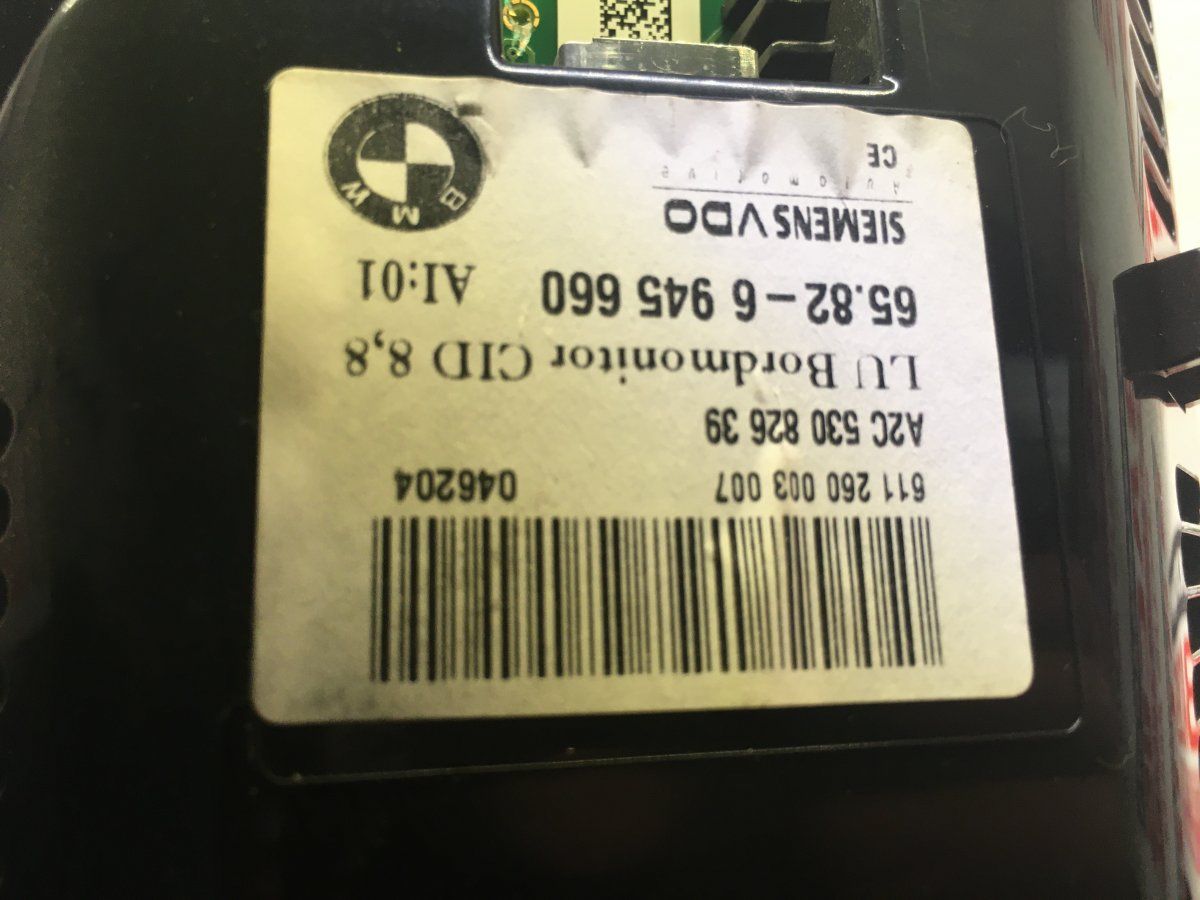 611 260 003 007 046204
A2C 530 826 39
LU Bordmonitor CID 8,8
65.82-6 945 660 AI:01
SIEMENS VDO
Automotive
CE
BMW